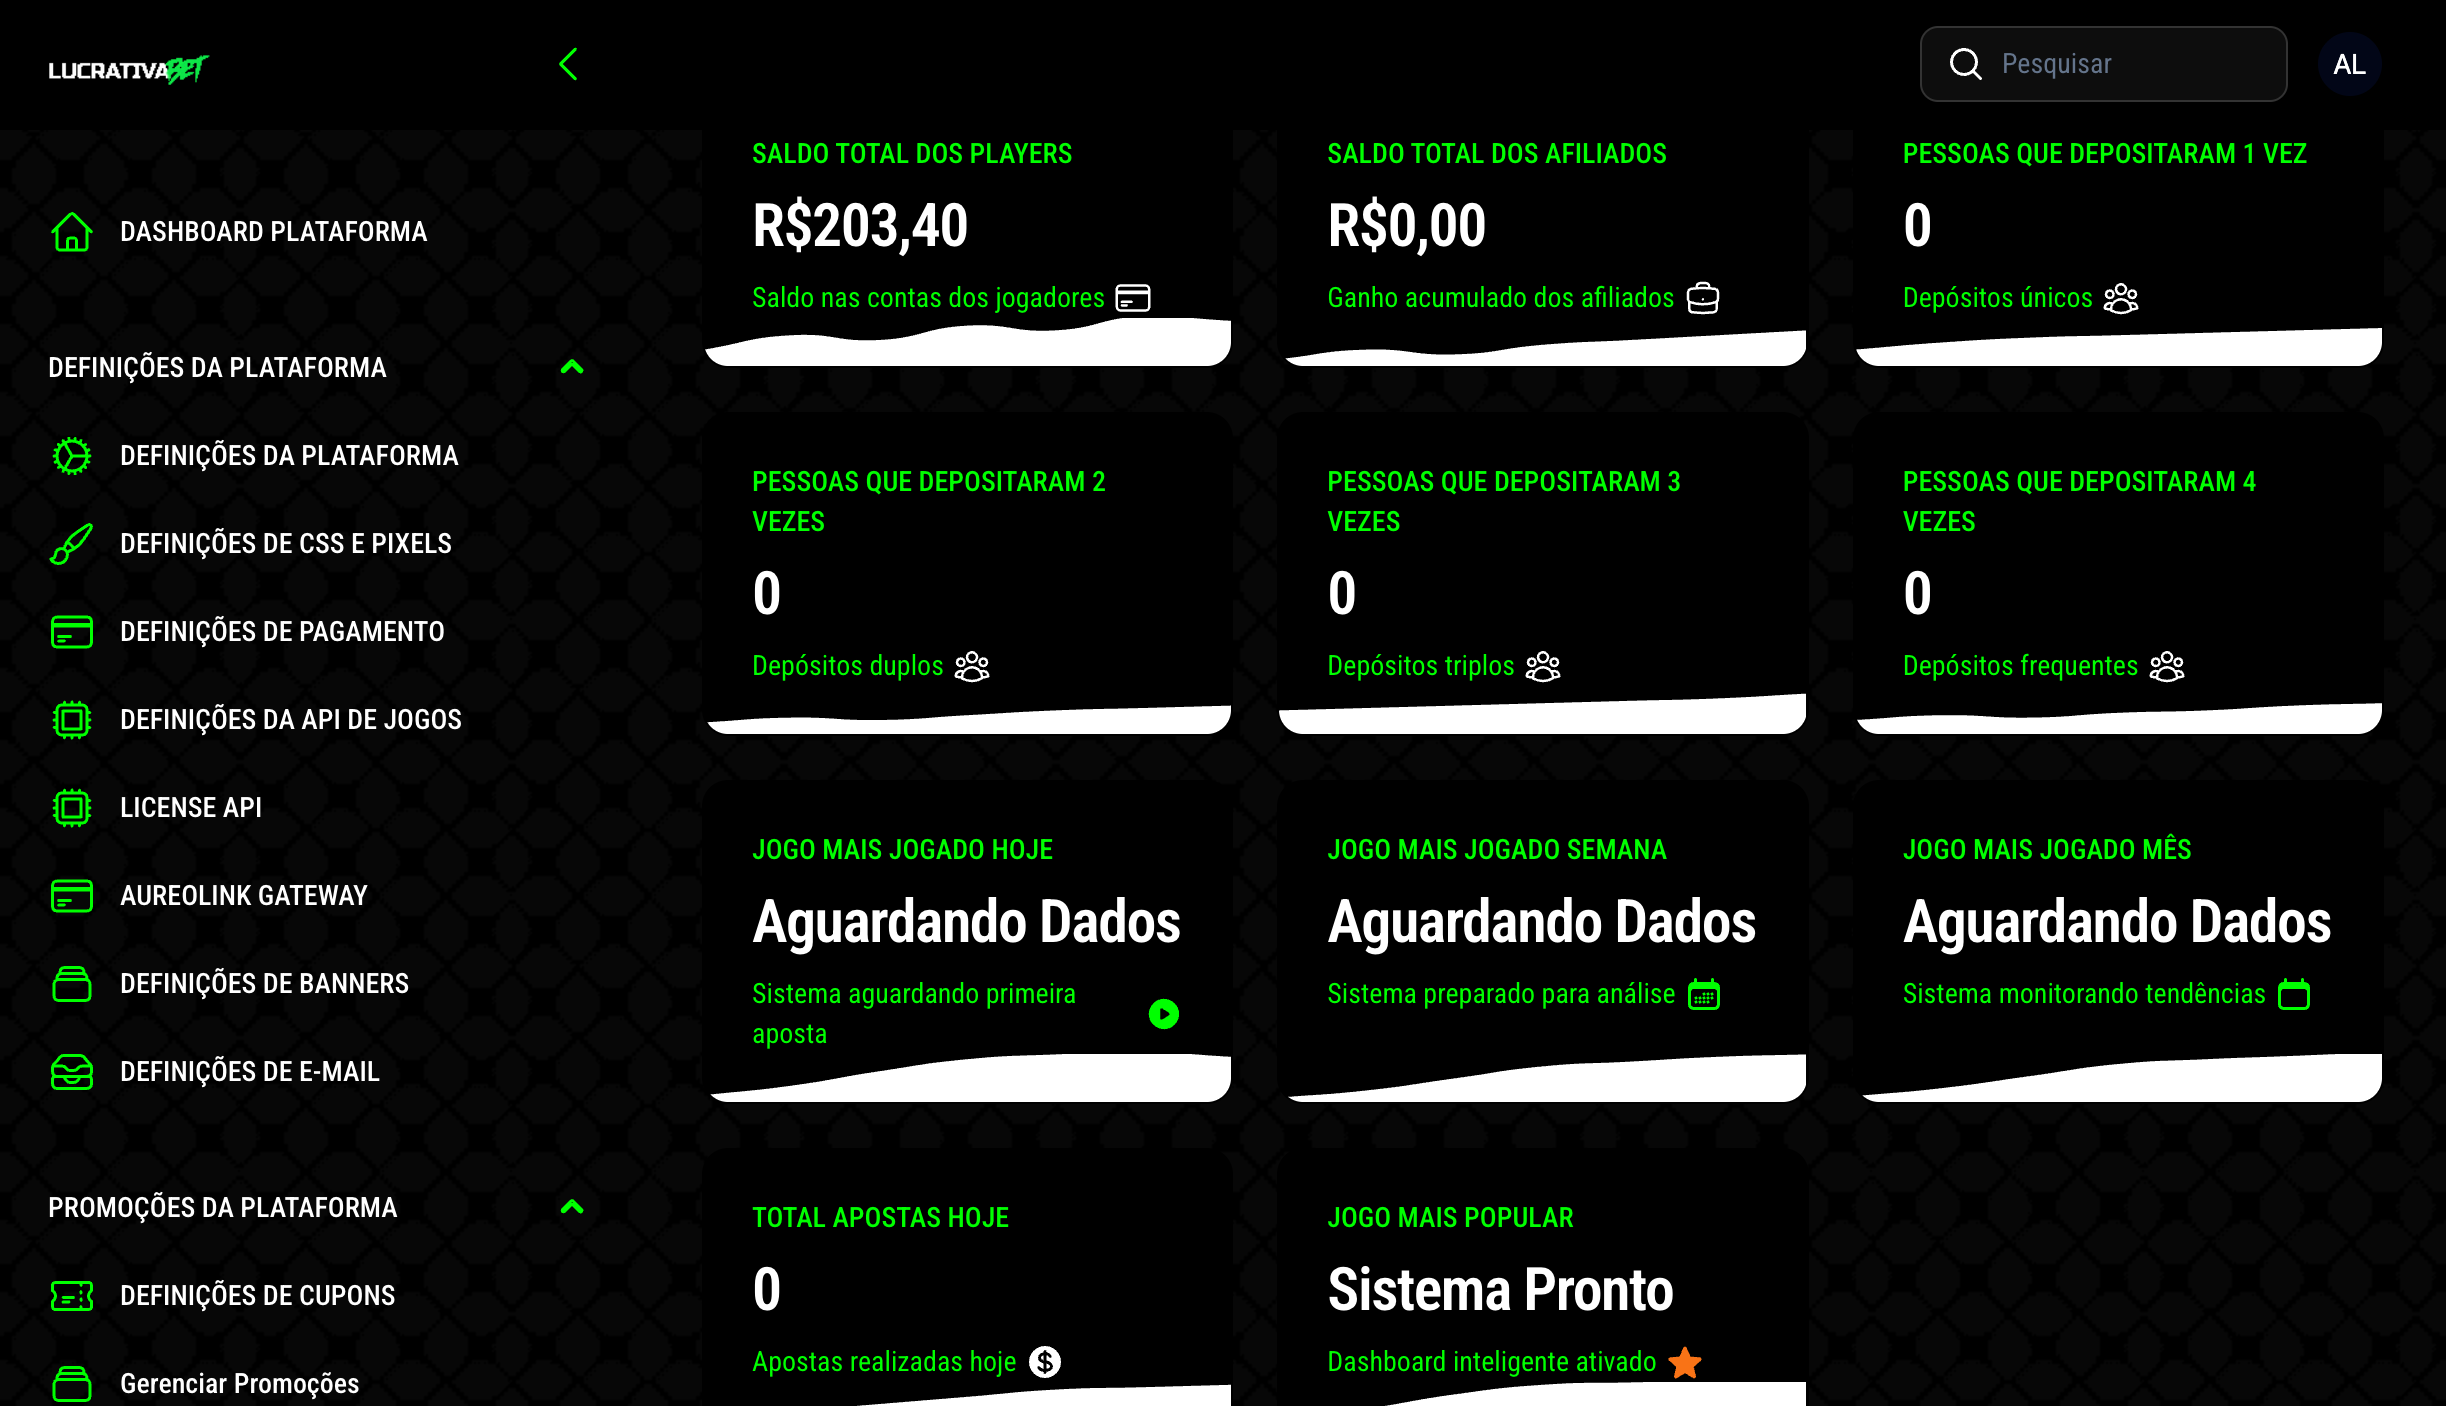 LUCRATIVABET
Pesquisar
AL
DASHBOARD PLATAFORMA
DEFINIÇÕES DA PLATAFORMA
DEFINIÇÕES DA PLATAFORMA
DEFINIÇÕES DE CSS E PIXELS
DEFINIÇÕES DE PAGAMENTO
DEFINIÇÕES DA API DE JOGOS
LICENSE API
AUREOLINK GATEWAY
DEFINIÇÕES DE BANNERS
DEFINIÇÕES DE E-MAIL
PROMOÇÕES DA PLATAFORMA
DEFINIÇÕES DE CUPONS
Gerenciar Promoções
SALDO TOTAL DOS PLAYERS
R$203,40
Saldo nas contas dos jogadores
SALDO TOTAL DOS AFILIADOS
R$0,00
Ganho acumulado dos afiliados
PESSOAS QUE DEPOSITARAM 1 VEZ
0
Depósitos únicos
PESSOAS QUE DEPOSITARAM 2
VEZES
0
Depósitos duplos
PESSOAS QUE DEPOSITARAM 3
VEZES
0
Depósitos triplos
PESSOAS QUE DEPOSITARAM 4
VEZES
0
Depósitos frequentes
JOGO MAIS JOGADO HOJE
Aguardando Dados
Sistema aguardando primeira
aposta
JOGO MAIS JOGADO SEMANA
Aguardando Dados
Sistema preparado para análise
JOGO MAIS JOGADO MÊS
Aguardando Dados
Sistema monitorando tendências
TOTAL APOSTAS HOJE
0
Apostas realizadas hoje
JOGO MAIS POPULAR
Sistema Pronto
Dashboard inteligente ativado